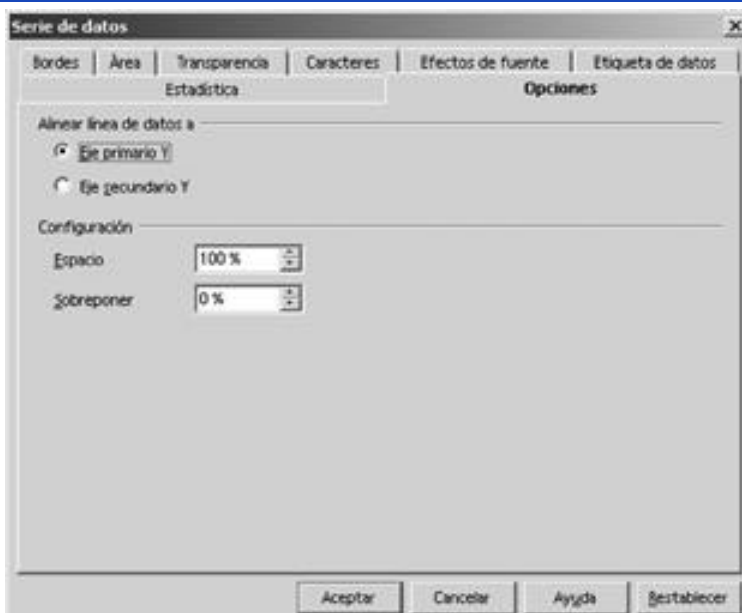 Serie de datos
Bordes Área Transparencia Caracteres Efectos de fuente Etiqueta de datos
Estadística Opciones
Alinear línea de datos a
Eje primario Y
Eje secundario Y
Configuración
Espacio 100 %
Sobreponer 0 %
Aceptar Cancelar Ayuda Restablecer